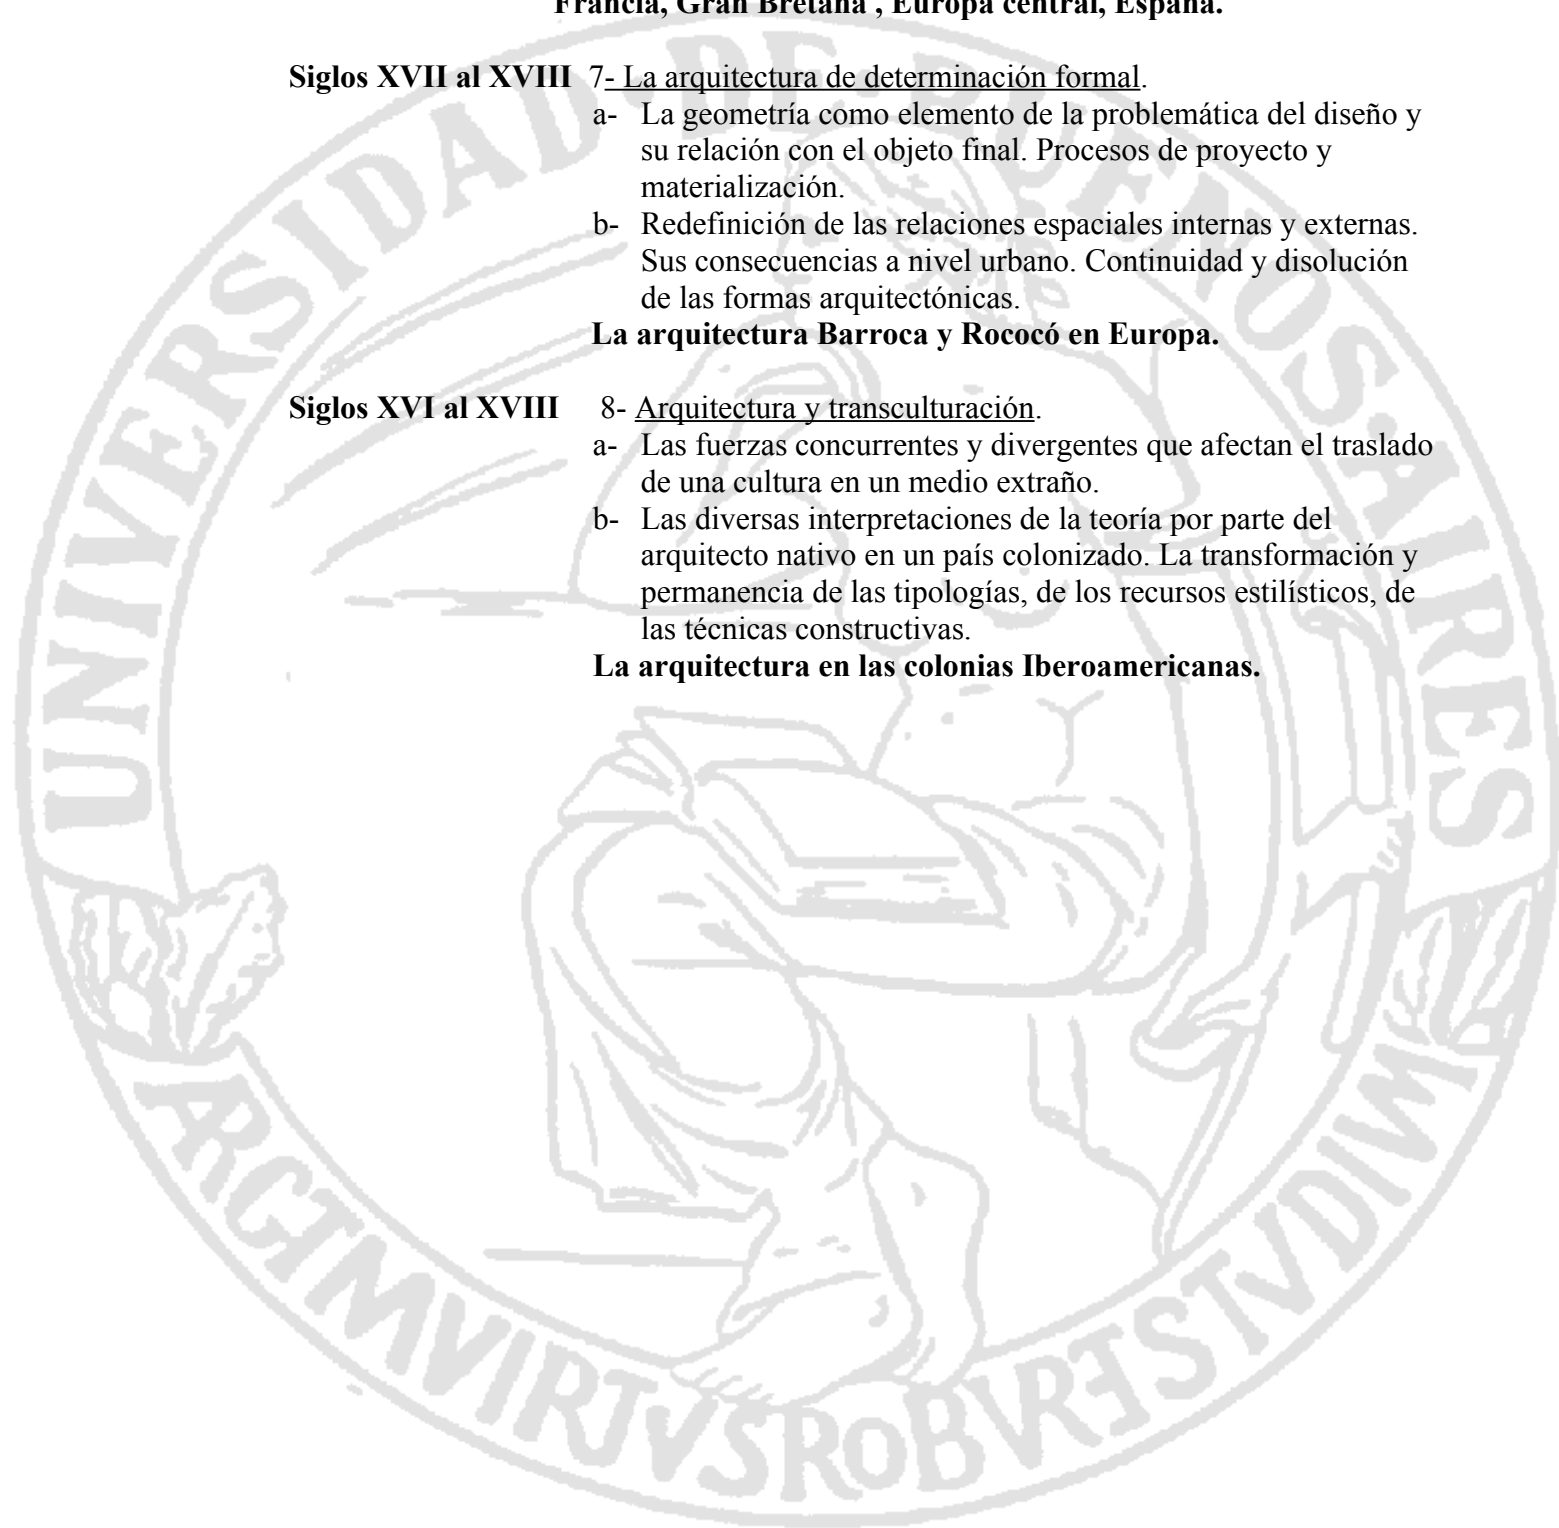 Francia, Gran Bretaña , Europa central, España.
Siglos XVII al XVIII 7- La arquitectura de determinación formal.
a- La geometría como elemento de la problemática del diseño y
su relación con el objeto final. Procesos de proyecto y
materialización.
b- Redefinición de las relaciones espaciales internas y externas.
Sus consecuencias a nivel urbano. Continuidad y disolución
de las formas arquitectónicas.
La arquitectura Barroca y Rococó en Europa.
Siglos XVI al XVIII 8- Arquitectura y transculturación.
a- Las fuerzas concurrentes y divergentes que afectan el traslado
de una cultura en un medio extraño.
b- Las diversas interpretaciones de la teoría por parte del
arquitecto nativo en un país colonizado. La transformación y
permanencia de las tipologías, de los recursos estilísticos, de
las técnicas constructivas.
La arquitectura en las colonias Iberoamericanas.
UNIVERSIDAD DE BUENOS AIRES
ARGTMVIRTVSROBVRETSTVDIVM